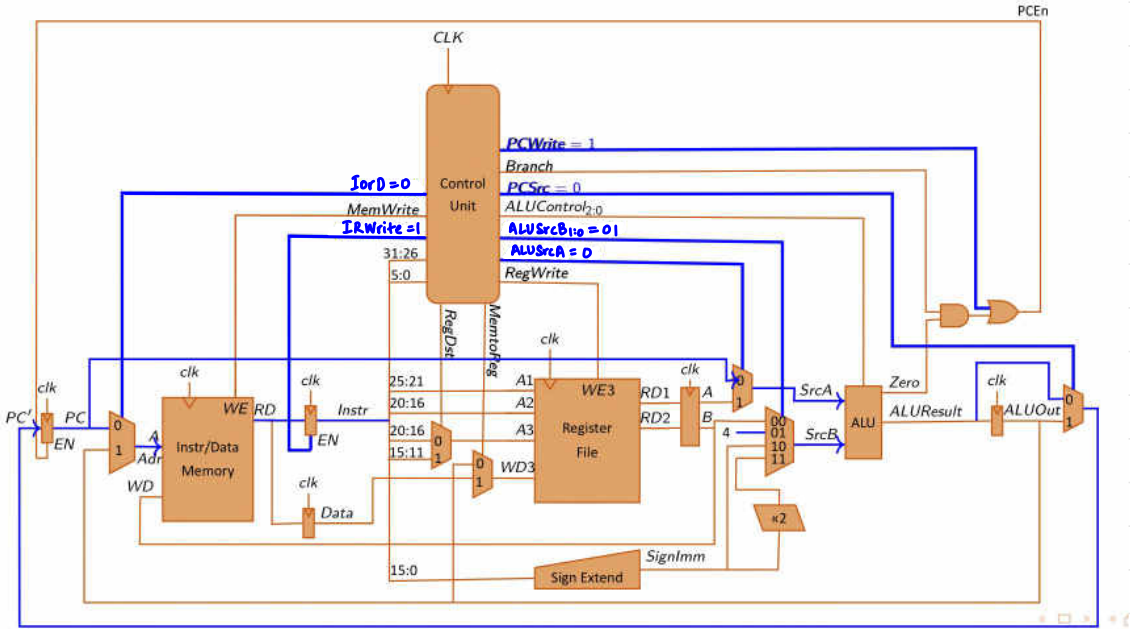 PCEn
CLK
PCWrite = 1
Branch
IorD=0
Control
Unit
PCSrc = 0
MemWrite
ALUControl2:0
IRWrite=1
ALUSrcB1:0 = 01
31:26
ALUSrcA = 0
5:0
RegWrite
RegDst
MemtoReg
clk
clk
clk
clk
clk
clk
25:21
A1
WE3
RD1
A
0
1
SrcA
Zero
PC'
PC
EN
0
1
A
Adr
WE
RD
Instr/Data
Memory
Instr
EN
20:16
A2
RD2
B
Register
File
ALU
ALUResult
ALUOut
0
1
20:16
A3
15:11
0
1
0
1
WD3
4
00
01
10
11
SrcB
WD
clk
Data
×2
SignImm
15:0
Sign Extend